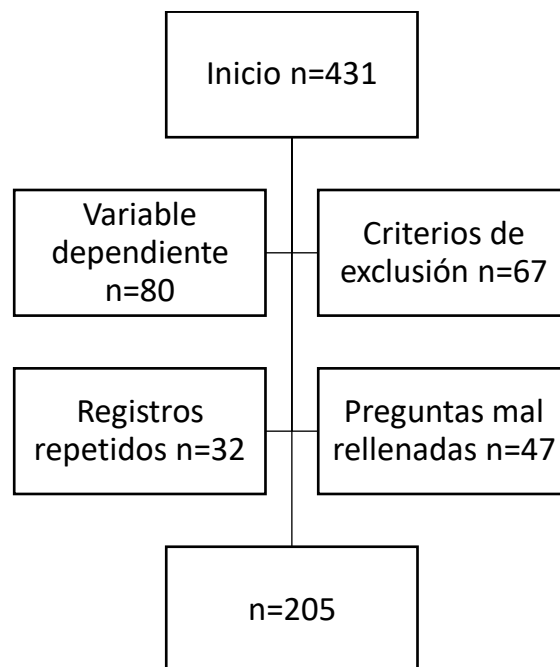 Inicio n=431
Variable
dependiente
n=80
Criterios de
exclusión n=67
Registros
repetidos n=32
Preguntas mal
rellenadas n=47
n=205